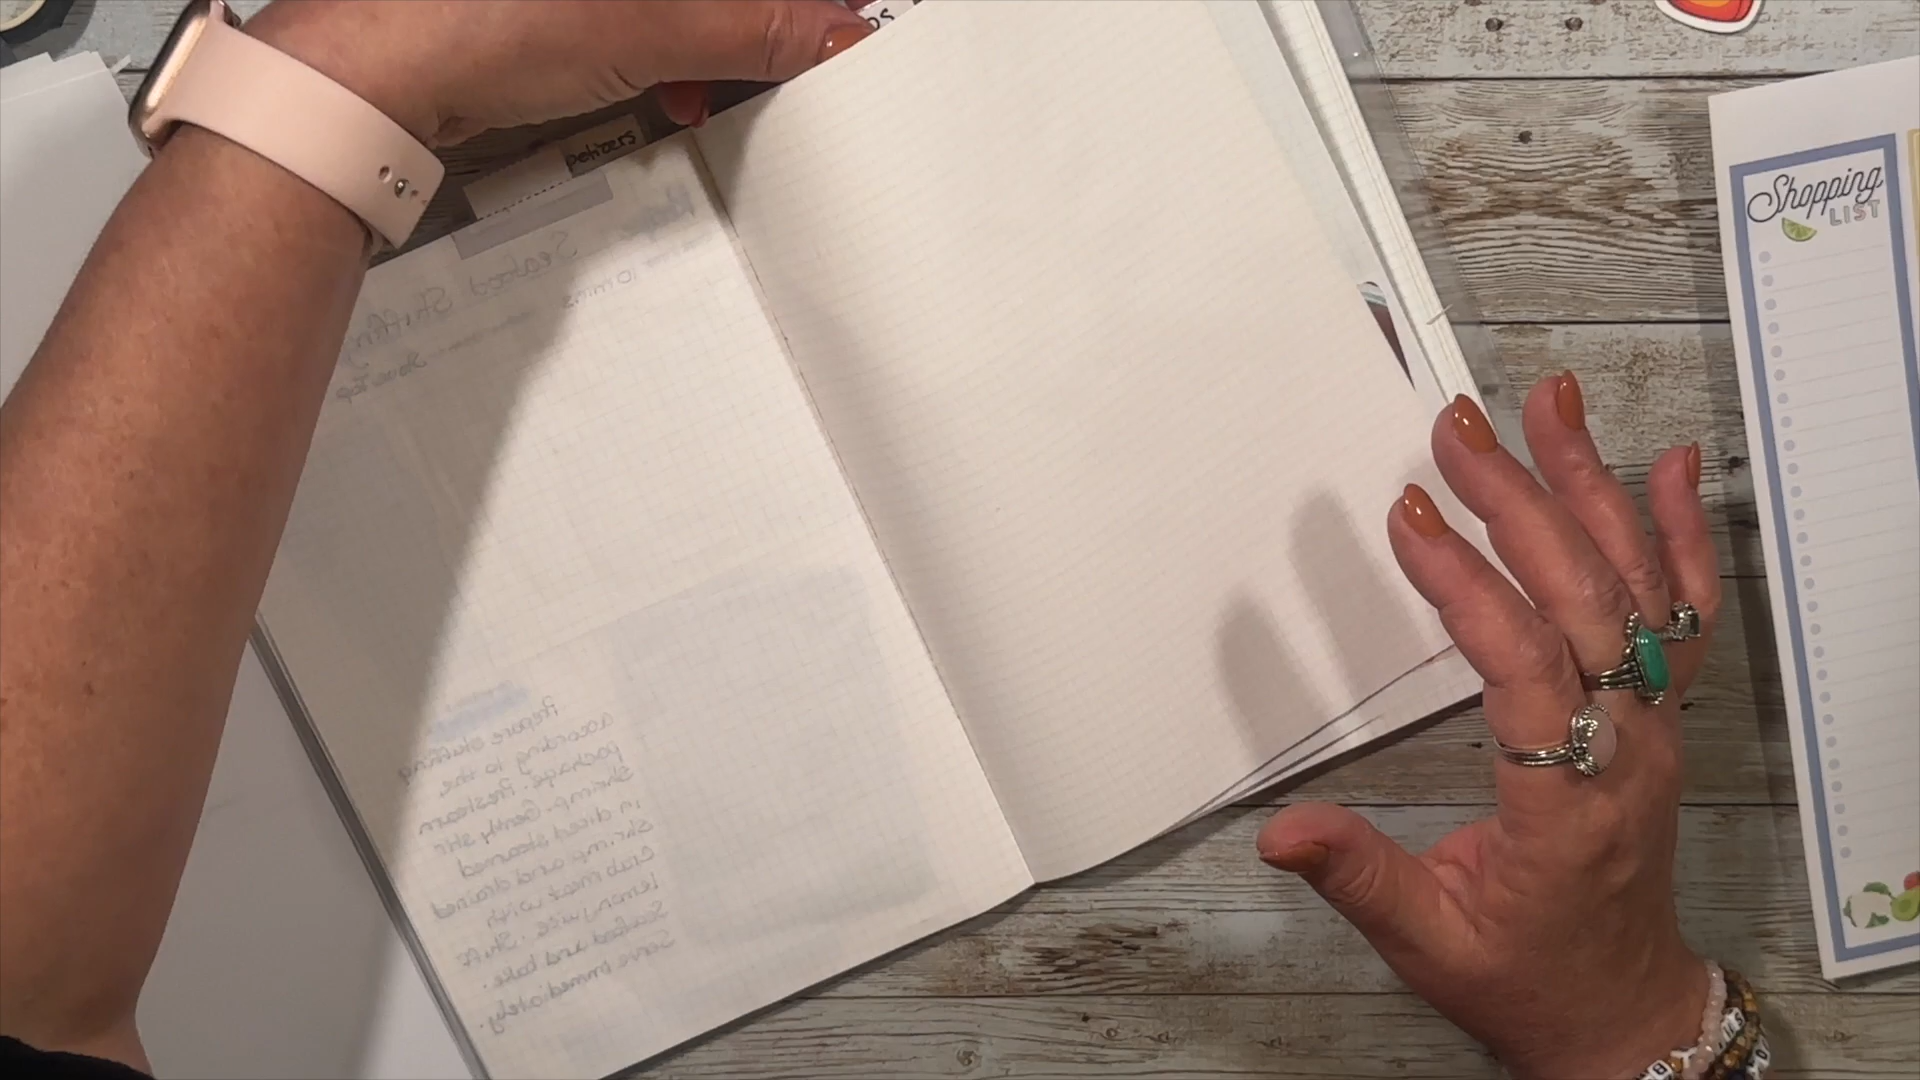 petizers
Seafood Stuffing
10 mins
Stove Top
Prepare stuffing
according to the
package. Presteam
shrimp. Gently stir
in diced steamed
shrimp and drained
crab meat with
lemon juice. Stuff
Seafood and bake.
Serve immediately.
Shopping
LIST